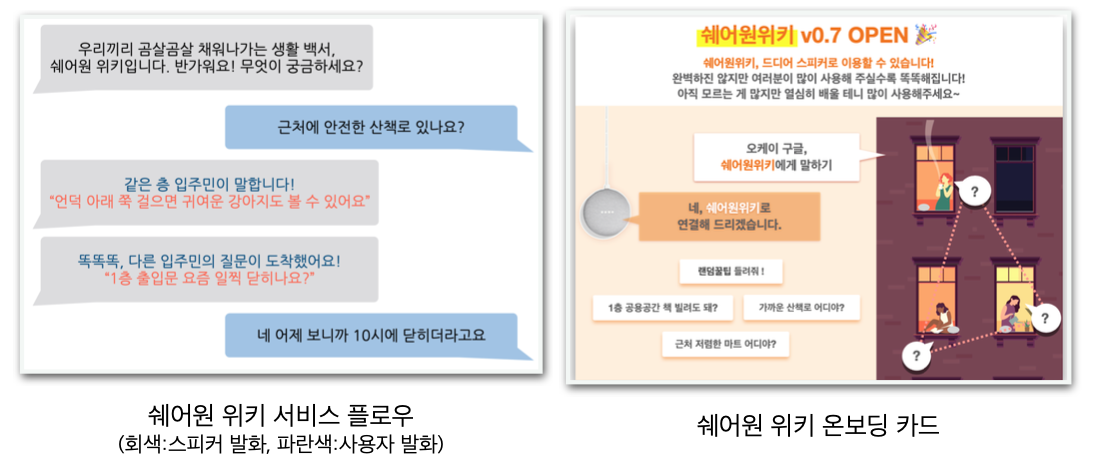 우리끼리 곰살곰살 채워나가는 생활 백서,
쉐어원 위키입니다. 반가워요! 무엇이 궁금하세요?
근처에 안전한 산책로 있나요?
같은 층 입주민이 말합니다!
“언덕 아래 쭉 걸으면 귀여운 강아지도 볼 수 있어요”
똑똑똑, 다른 입주민의 질문이 도착했어요!
“1층 출입문 요즘 일찍 닫히나요?”
네 어제 보니까 10시에 닫히더라고요
쉐어원 위키 서비스 플로우
(회색:스피커 발화, 파란색:사용자 발화)
쉐어원위키 v0.7 OPEN 🎉
쉐어원위키, 드디어 스피커로 이용할 수 있습니다!
완벽하진 않지만 여러분이 많이 사용해 주실수록 똑똑해집니다!
아직 모르는 게 많지만 열심히 배울 테니 많이 사용해주세요~
오케이 구글,
쉐어원위키에게 말하기
네, 쉐어원위키로
연결해 드리겠습니다.
랜덤꿀팁 들려줘 !
1층 공용공간 책 빌려도 돼?
가까운 산책로 어디야?
근처 저렴한 마트 어디야?
?
?
?
쉐어원 위키 온보딩 카드